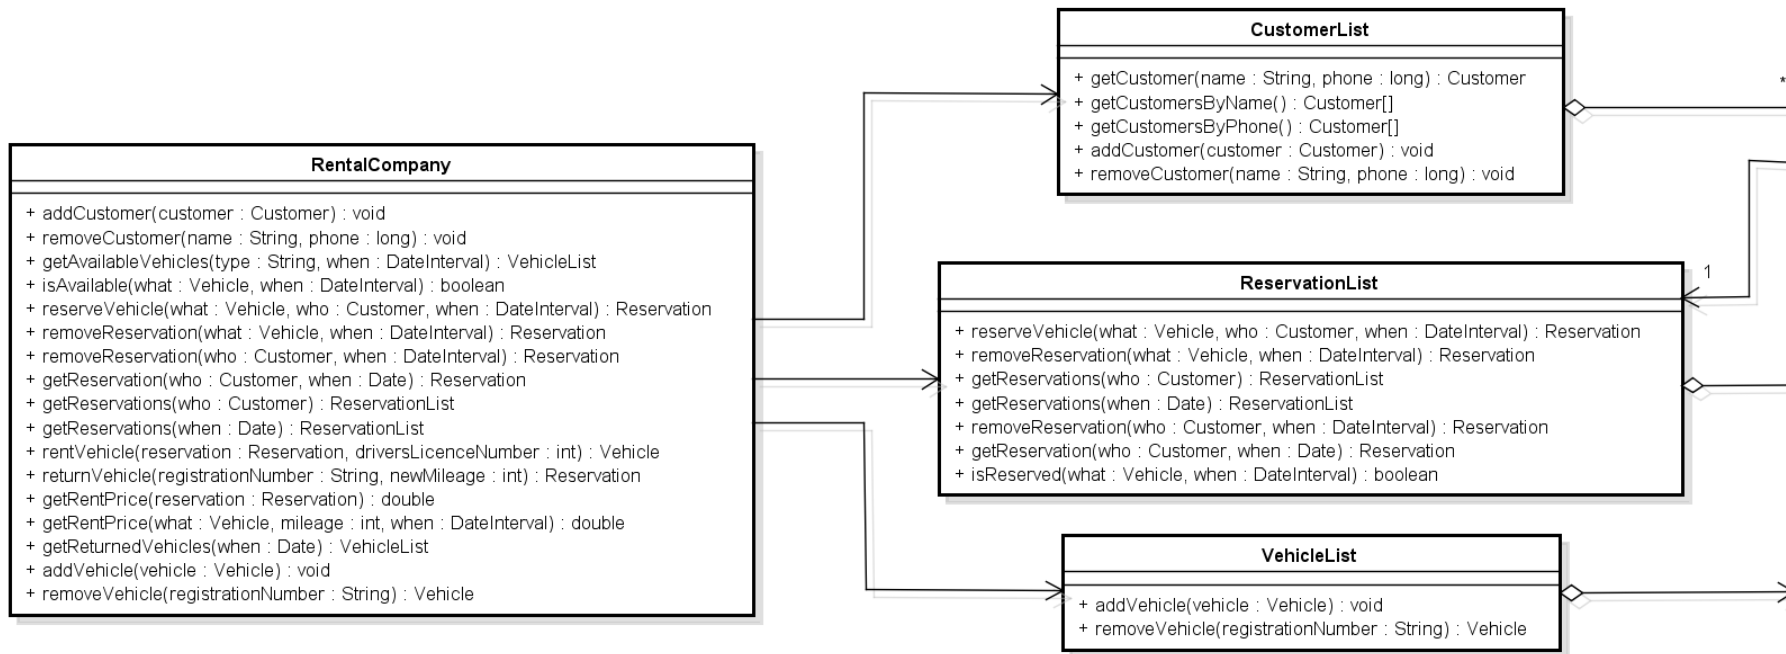 RentalCompany
+ addCustomer(customer : Customer) : void
+ removeCustomer(name : String, phone : long) : void
+ getAvailableVehicles(type : String, when : DateInterval) : VehicleList
+ isAvailable(what : Vehicle, when : DateInterval) : boolean
+ reserveVehicle(what : Vehicle, who : Customer, when : DateInterval) : Reservation
+ removeReservation(what : Vehicle, when : DateInterval) : Reservation
+ removeReservation(who : Customer, when : DateInterval) : Reservation
+ getReservation(who : Customer, when : Date) : Reservation
+ getReservations(who : Customer) : ReservationList
+ getReservations(when : Date) : ReservationList
+ rentVehicle(reservation : Reservation, driversLicenceNumber : int) : Vehicle
+ returnVehicle(registrationNumber : String, newMileage : int) : Reservation
+ getRentPrice(reservation : Reservation) : double
+ getRentPrice(what : Vehicle, mileage : int, when : DateInterval) : double
+ getReturnedVehicles(when : Date) : VehicleList
+ addVehicle(vehicle : Vehicle) : void
+ removeVehicle(registrationNumber : String) : Vehicle
CustomerList
+ getCustomer(name : String, phone : long) : Customer
+ getCustomersByName() : Customer[]
+ getCustomersByPhone() : Customer[]
+ addCustomer(customer : Customer) : void
+ removeCustomer(name : String, phone : long) : void
*
1
ReservationList
+ reserveVehicle(what : Vehicle, who : Customer, when : DateInterval) : Reservation
+ removeReservation(what : Vehicle, when : DateInterval) : Reservation
+ getReservations(who : Customer) : ReservationList
+ getReservations(when : Date) : ReservationList
+ removeReservation(who : Customer, when : DateInterval) : Reservation
+ getReservation(who : Customer, when : Date) : Reservation
+ isReserved(what : Vehicle, when : DateInterval) : boolean
VehicleList
+ addVehicle(vehicle : Vehicle) : void
+ removeVehicle(registrationNumber : String) : Vehicle